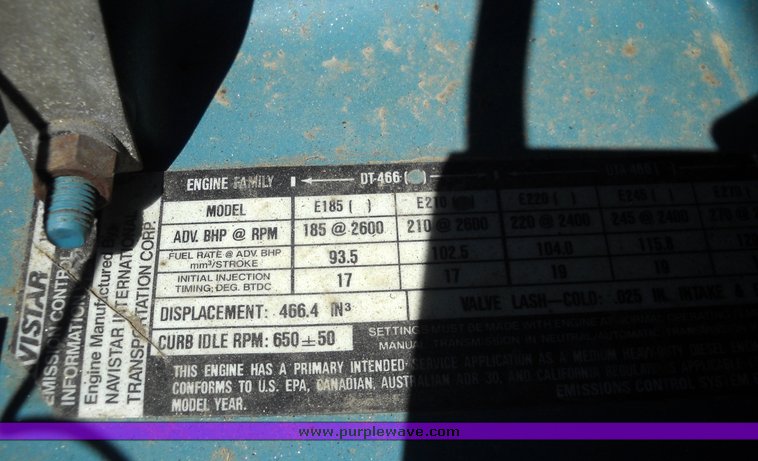 VISTAR
EMISSION CONTROL
INFORMATION
Engine Manufactured By
NAVISTAR INTERNATIONAL
TRANSPORTATION CORP.
ENGINE FAMILY DT-466 (
MODEL E185 ( ) E210 E220 ( ) E245 ( ) E270
ADV. BHP @ RPM 185 @ 2600 210 @ 2600 220 @ 2400 245 @ 2400 270
FUEL RATE @ ADV. BHP
mm³/STROKE 93.5 102.5 104.0 115.8
INITIAL INJECTION
TIMING; DEG. BTDC 17 17 19 19
DISPLACEMENT: 466.4 IN³ VALVE LASH—COLD: .025 IN. INTAKE &
CURB IDLE RPM: 650±50
SETTINGS MUST BE MADE WITH ENGINE AT NORMAL OPERATING
MANUAL TRANSMISSION IN NEUTRAL/AUTOMATIC
THIS ENGINE HAS A PRIMARY INTENDED SERVICE APPLICATION AS A MEDIUM HEAVY DUTY DIESEL
CONFORMS TO U.S. EPA, CANADIAN, AUSTRALIAN ADR 30, AND CALIFORNIA REGULATIONS
MODEL YEAR. EMISSIONS CONTROL SYSTEM
www.purplewave.com